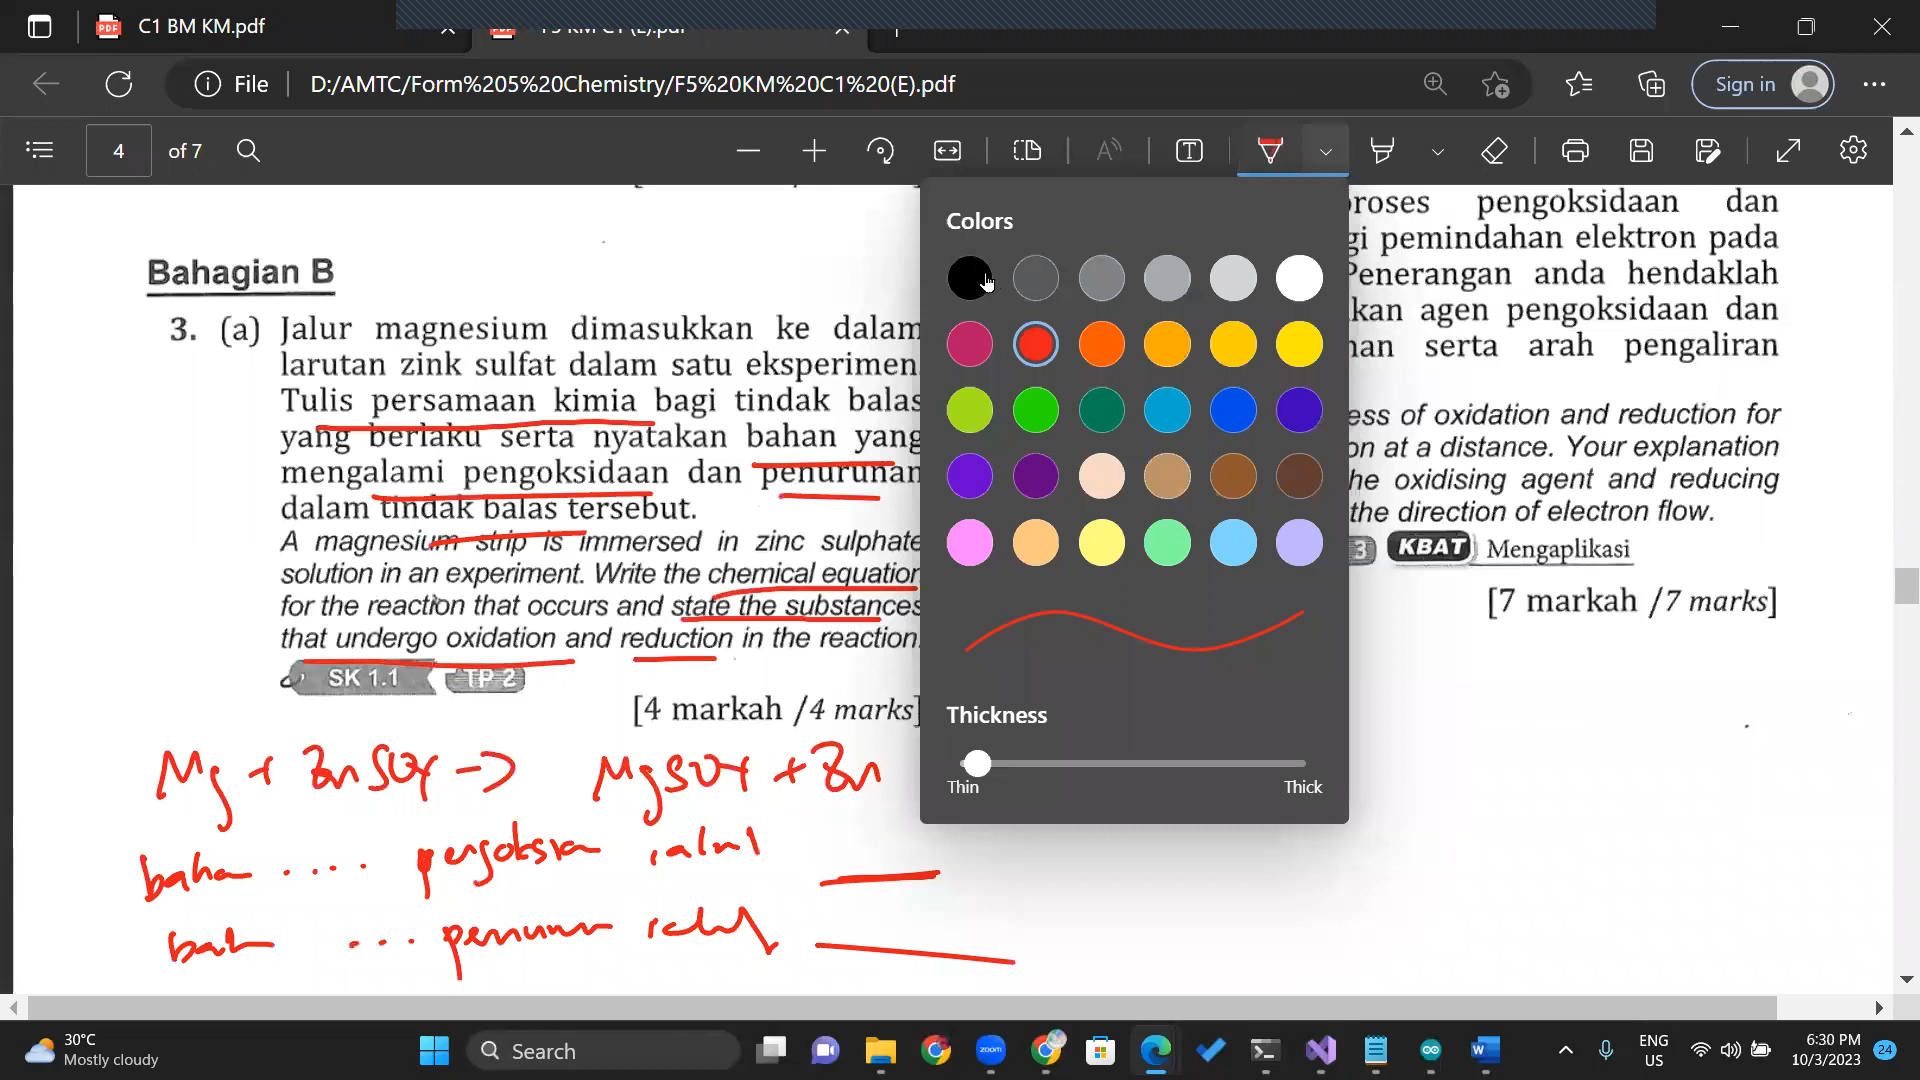 C1 BM KM.pdf
File
D:/AMTC/Form%205%20Chemistry/F5%20KM%20C1%20(E).pdf
Sign in
4 of 7
Colors
Thickness
Thin
Thick
Bahagian B
3. (a) Jalur magnesium dimasukkan ke dalam
larutan zink sulfat dalam satu eksperimen.
Tulis persamaan kimia bagi tindak balas
yang berlaku serta nyatakan bahan yang
mengalami pengoksidaan dan penurunan
dalam tindak balas tersebut.
A magnesium strip is immersed in zinc sulphate
solution in an experiment. Write the chemical equation
for the reaction that occurs and state the substances
that undergo oxidation and reduction in the reaction.
SK 1.1 TP 2
[4 markah /4 marks]
Mg + ZnSO4 -> MgSO4 + Zn
bahan ....
... 
proses pengoksidaan dan
gi pemindahan elektron pada
Penerangan anda hendaklah
kan agen pengoksidaan dan
nan serta arah pengaliran
ess of oxidation and reduction for
on at a distance. Your explanation
he oxidising agent and reducing
the direction of electron flow.
3 KBAT Mengaplikasi
[7 markah /7 marks]
30°C
Mostly cloudy
Search
zoom
ENG
US
6:30 PM
10/3/2023
24